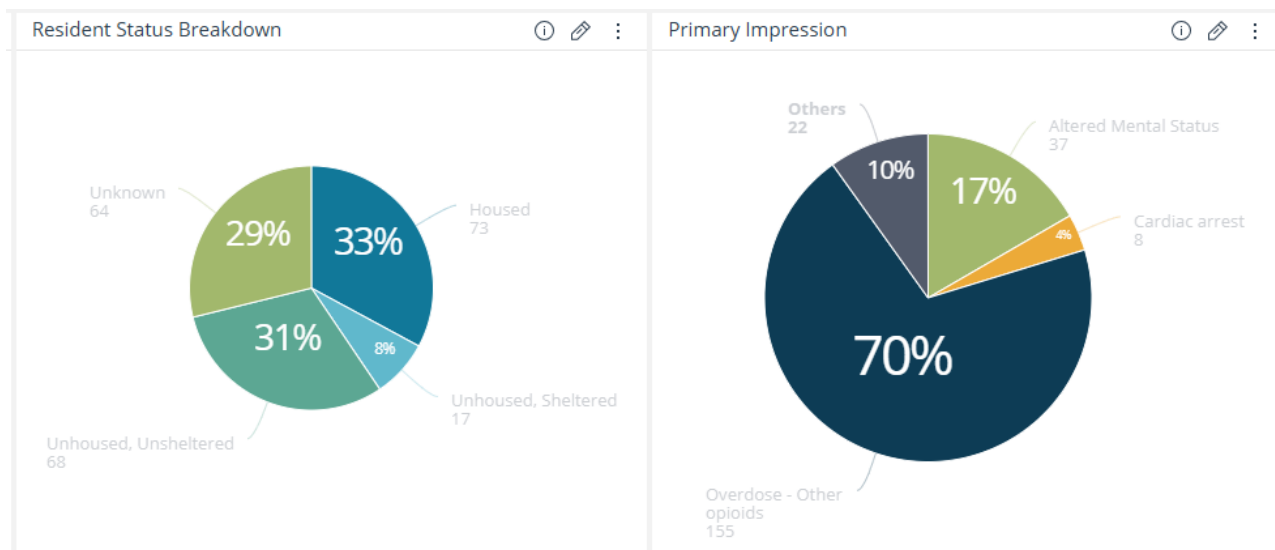 Resident Status Breakdown
Unknown
64
29%
33%
Housed
73
31%
8%
Unhoused, Sheltered
17
Unhoused, Unsheltered
68
Primary Impression
Others
22
10%
17%
Altered Mental Status
37
4%
Cardiac arrest
8
70%
Overdose - Other
opioids
155